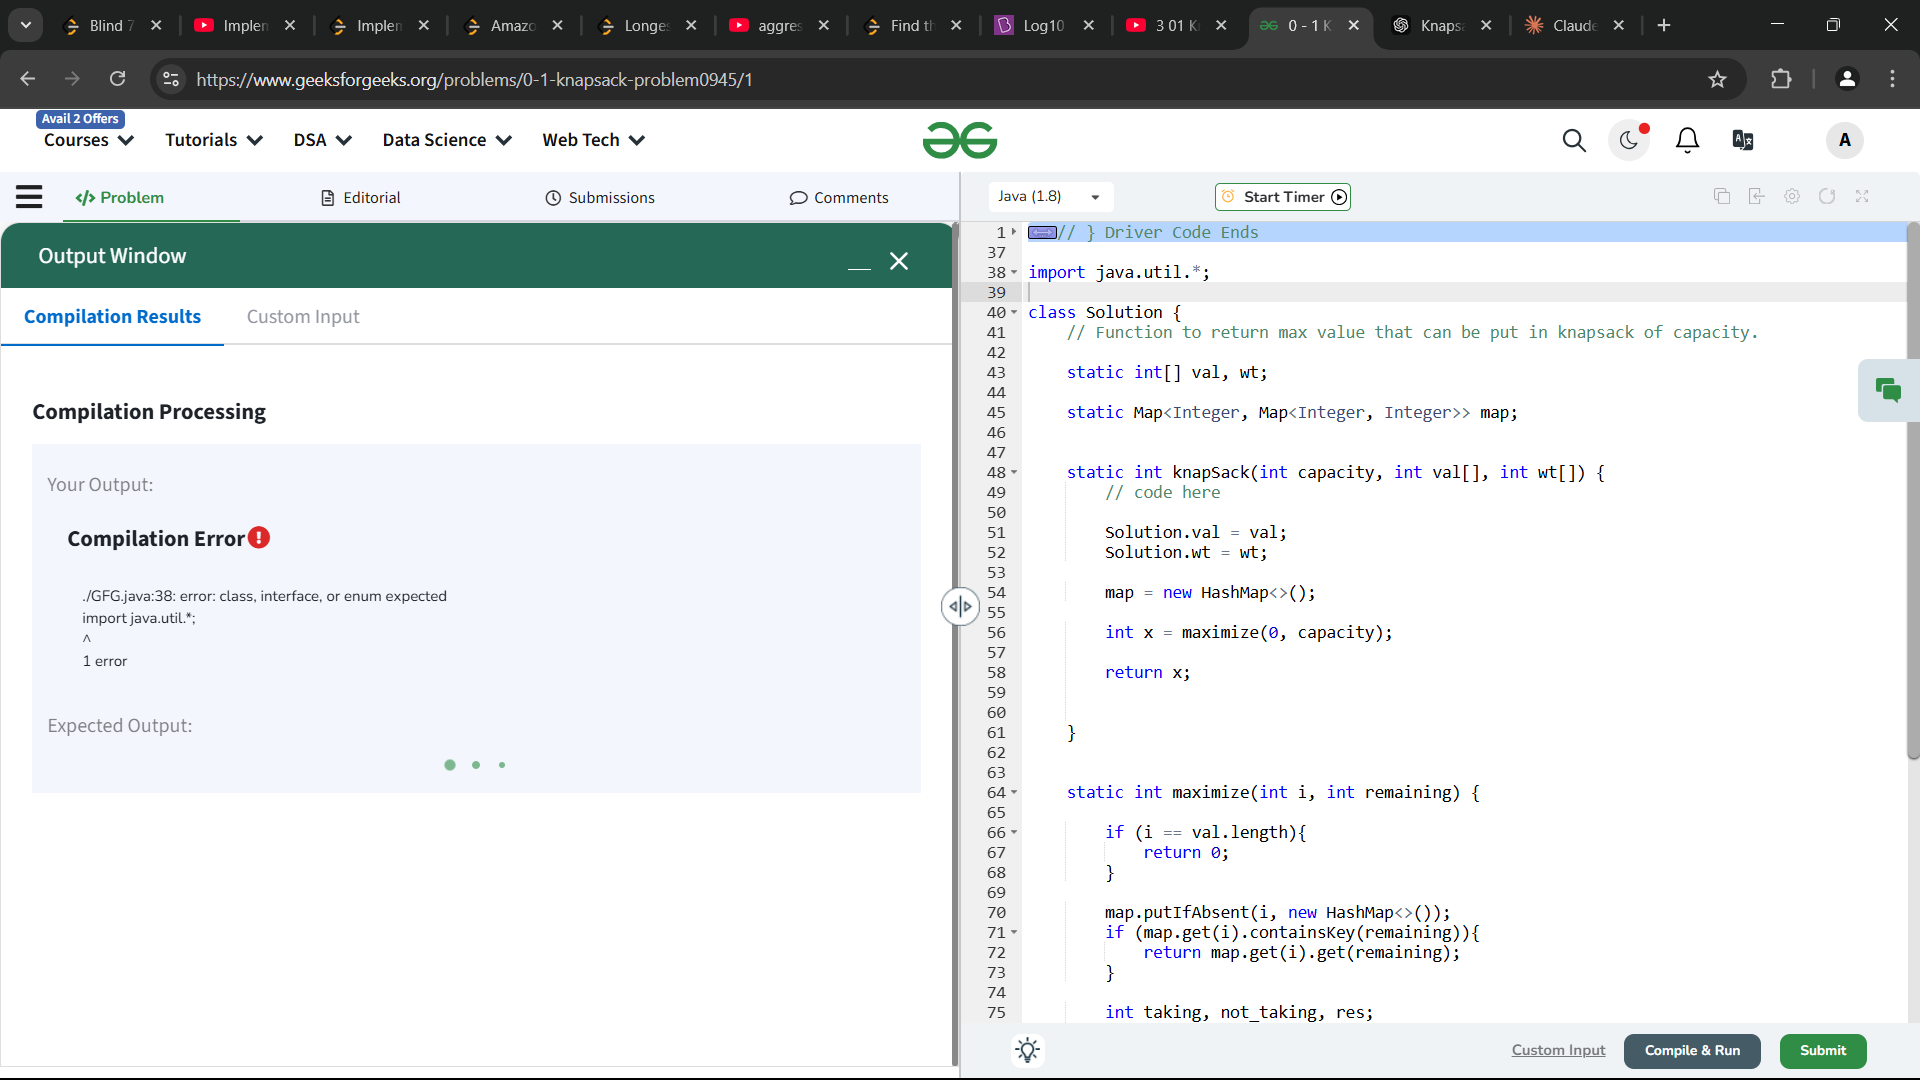 Blind 7
Implen
Implen
Amazo
Longes
aggres
Find th
Log10
3 01 K
0 - 1 K
Knapsa
Claude
https://www.geeksforgeeks.org/problems/0-1-knapsack-problem0945/1
Avail 2 Offers
Courses
Tutorials
DSA
Data Science
Web Tech
A
</> Problem
Editorial
Submissions
Comments
Java (1.8)
Start Timer
Output Window
Compilation Results
Custom Input
Compilation Processing
Your Output:
Compilation Error
./GFG.java:38: error: class, interface, or enum expected
import java.util.*;
^
1 error
Expected Output:
1 // } Driver Code Ends
37
38 import java.util.*;
39
40 class Solution {
41 // Function to return max value that can be put in knapsack of capacity.
42
43 static int[] val, wt;
44
45 static Map<Integer, Map<Integer, Integer>> map;
46
47
48 static int knapSack(int capacity, int val[], int wt[]) {
49 // code here
50
51 Solution.val = val;
52 Solution.wt = wt;
53
54 map = new HashMap<>();
55
56 int x = maximize(0, capacity);
57
58 return x;
59
60
61 }
62
63
64 static int maximize(int i, int remaining) {
65
66 if (i == val.length){
67 return 0;
68 }
69
70 map.putIfAbsent(i, new HashMap<>());
71 if (map.get(i).containsKey(remaining)){
72 return map.get(i).get(remaining);
73 }
74
75 int taking, not_taking, res;
Custom Input
Compile & Run
Submit